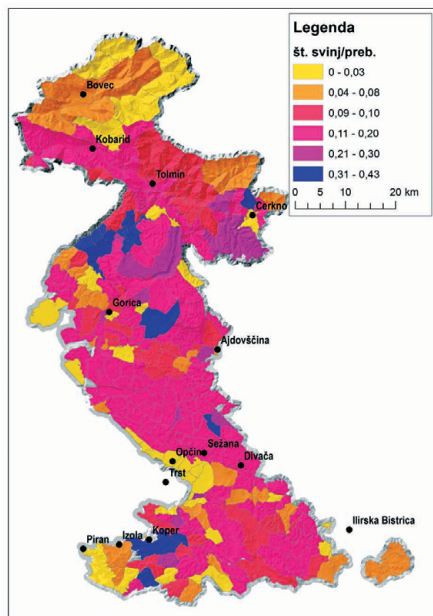 Legenda
št. svinj/preb.
0 - 0,03
0,04 - 0,08
0,09 - 0,10
0,11 - 0,20
0,21 - 0,30
0,31 - 0,43
0 10 20 km
Bovec
Kobarid
Tolmin
Cerkno
Gorica
Ajdovščina
Sežana
Opčine
Divača
Trst
Ilirska Bistrica
Koper
Izola
Piran